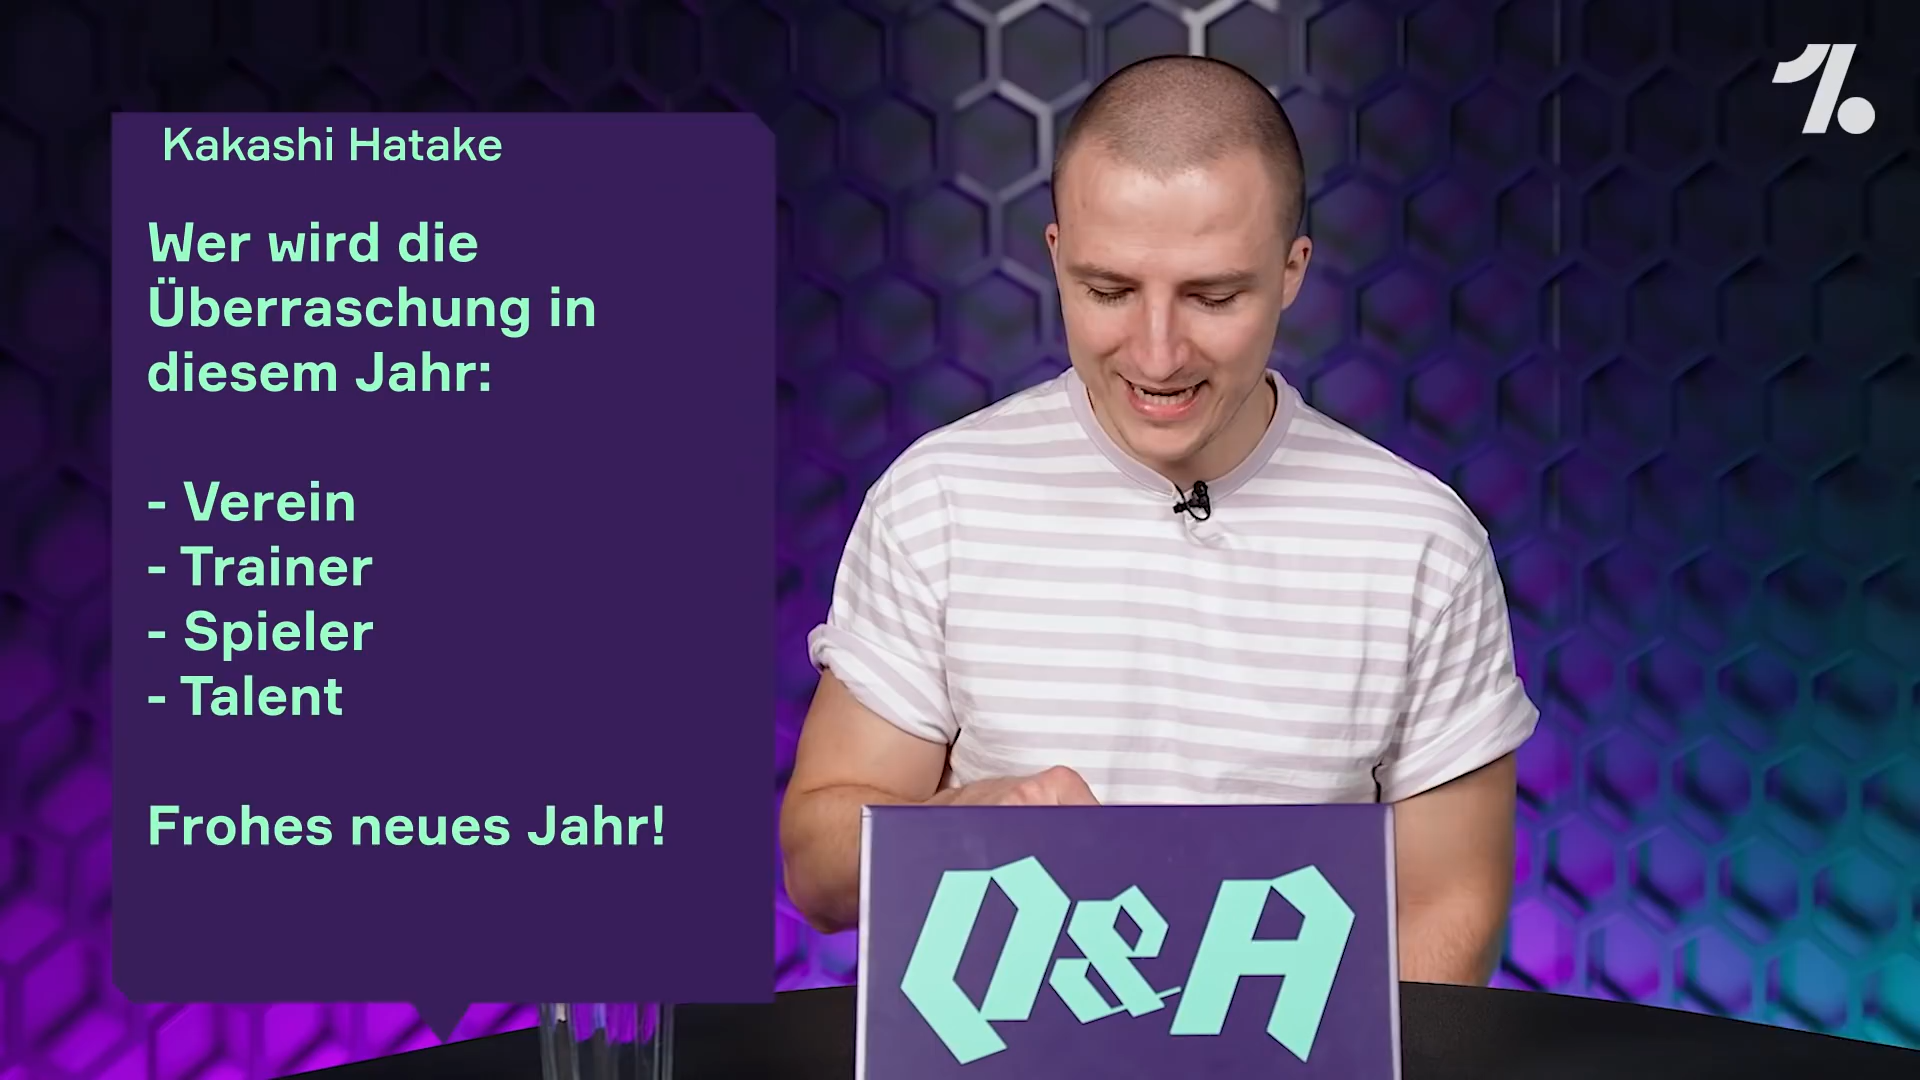 Kakashi Hatake
Wer wird die
Überraschung in
diesem Jahr:
- Verein
- Trainer
- Spieler
- Talent
Frohes neues Jahr!
Q&A